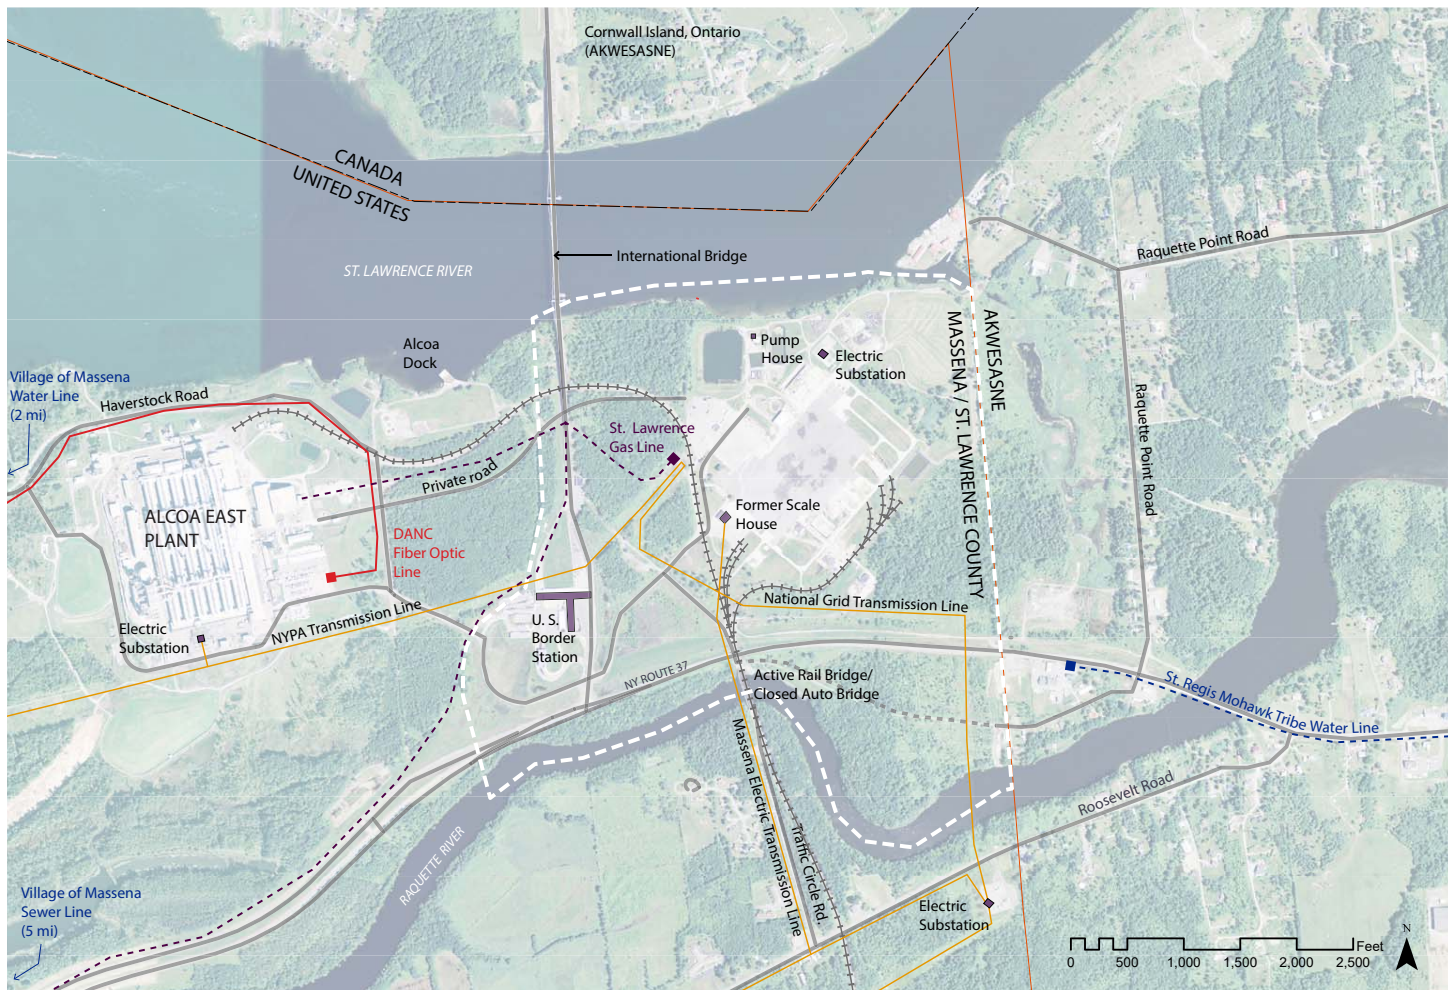 Cornwall Island, Ontario
(AKWESASNE)
CANADA
UNITED STATES
ST. LAWRENCE RIVER
International Bridge
Raquette Point Road
AKWESASNE
MASSENA / ST. LAWRENCE COUNTY
Alcoa
Dock
Pump
House
Electric
Substation
Village of Massena
Water Line
(2 mi)
Haverstock Road
St. Lawrence
Gas Line
Raquette Point Road
Private road
ALCOA EAST
PLANT
DANC
Fiber Optic
Line
Former Scale
House
National Grid Transmission Line
NYPA Transmission Line
Electric
Substation
U. S.
Border
Station
NY ROUTE 37
Active Rail Bridge/
Closed Auto Bridge
St. Regis Mohawk Tribe Water Line
Massena Electric Transmission Line
Traffic Circle Rd.
Roosevelt Road
RAQUETTE RIVER
Village of Massena
Sewer Line
(5 mi)
Electric
Substation
N
Feet
0 500 1,000 1,500 2,000 2,500